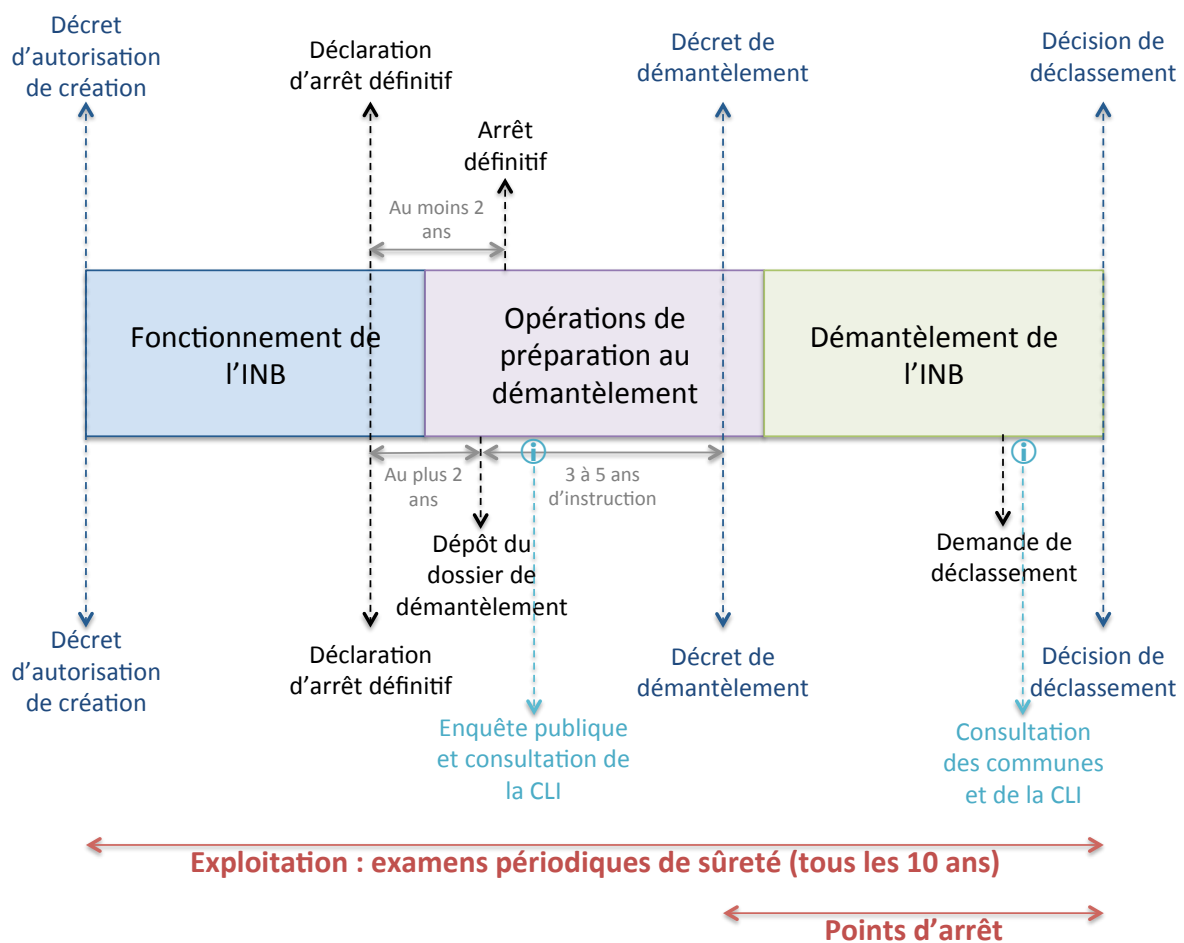 Décret
d'autorisation
de création
Déclaration
d'arrêt définitif
Décret de
démantèlement
Décision de
déclassement
Arrêt
définitif
Au moins 2
ans
Fonctionnement de
l'INB
Opérations de
préparation au
démantèlement
Démantèlement de
l'INB
i
i
Au plus 2
ans
3 à 5 ans
d'instruction
Dépôt du
dossier de
démantèlement
Demande de
déclassement
Décret
d'autorisation
de création
Déclaration
d'arrêt définitif
Décret de
démantèlement
Décision de
déclassement
Enquête publique
et consultation de
la CLI
Consultation
des communes
et de la CLI
Exploitation : examens périodiques de sûreté (tous les 10 ans)
Points d'arrêt